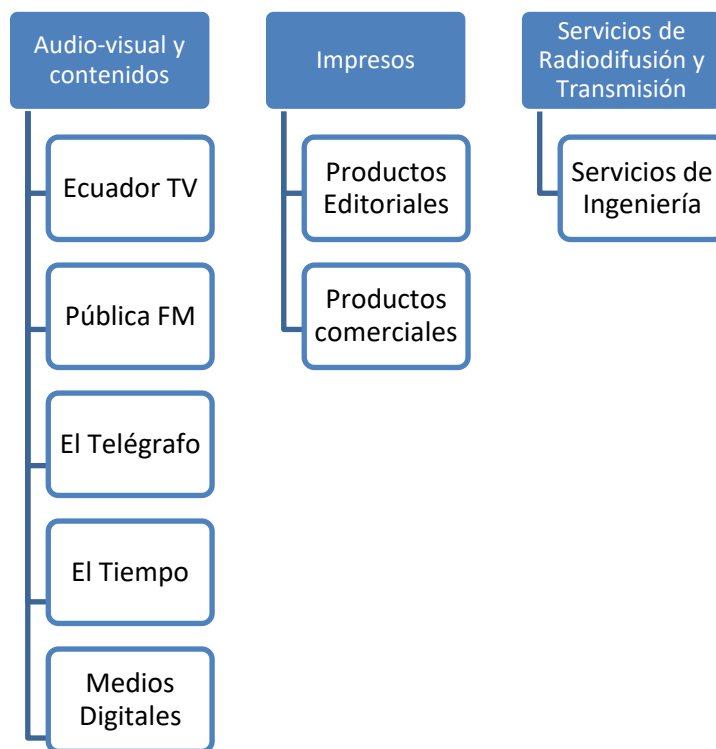 Audio-visual y
contenidos
Ecuador TV
Pública FM
El Telégrafo
El Tiempo
Medios
Digitales
Impresos
Productos
Editoriales
Productos
comerciales
Servicios de
Radiodifusión y
Transmisión
Servicios de
Ingeniería